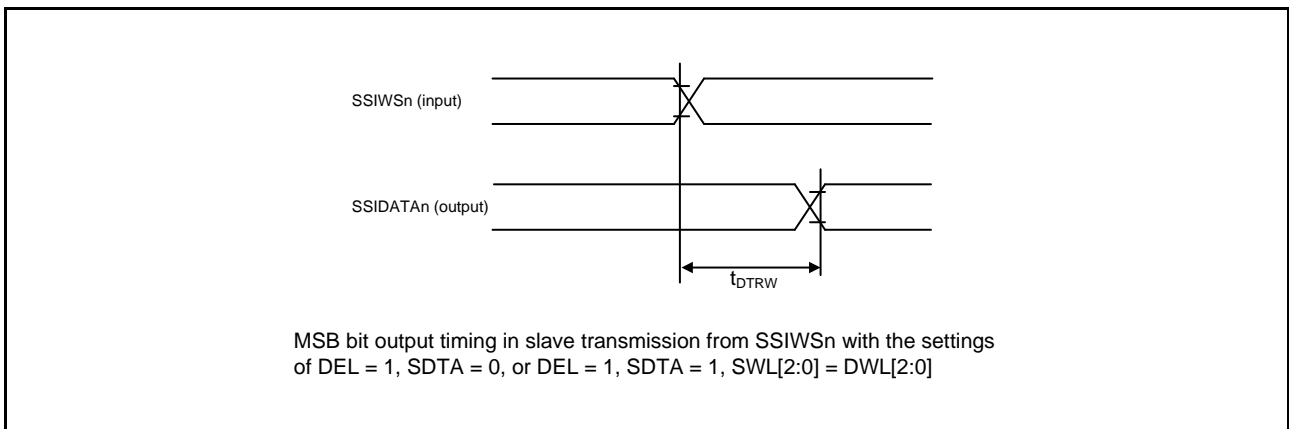 SSIWSn (input)
SSIDATAn (output)
tDTRW
MSB bit output timing in slave transmission from SSIWSn with the settings
of DEL = 1, SDTA = 0, or DEL = 1, SDTA = 1, SWL[2:0] = DWL[2:0]